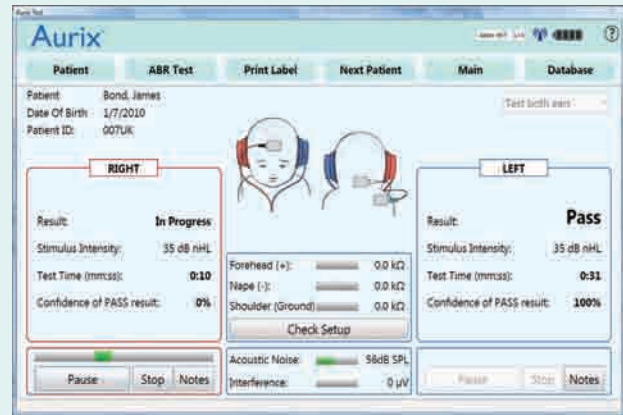 Aurix Test
Aurix
Patient ABR Test Print Label Next Patient Main Database
Patient Bond, James
Date Of Birth 1/7/2010
Patient ID: 007UK
Test both ears
RIGHT
Result: In Progress
Stimulus Intensity: 35 dB nHL
Test Time (mm:ss): 0:10
Confidence of PASS result: 0%
Pause Stop Notes
Forehead (+): 0.0 kΩ
Nape (-): 0.0 kΩ
Shoulder (Ground) 0.0 kΩ
Check Setup
Acoustic Noise: 56dB SPL
Interference: 0 µV
LEFT
Result: Pass
Stimulus Intensity: 35 dB nHL
Test Time (mm:ss): 0:31
Confidence of PASS result: 100%
Pause Stop Notes